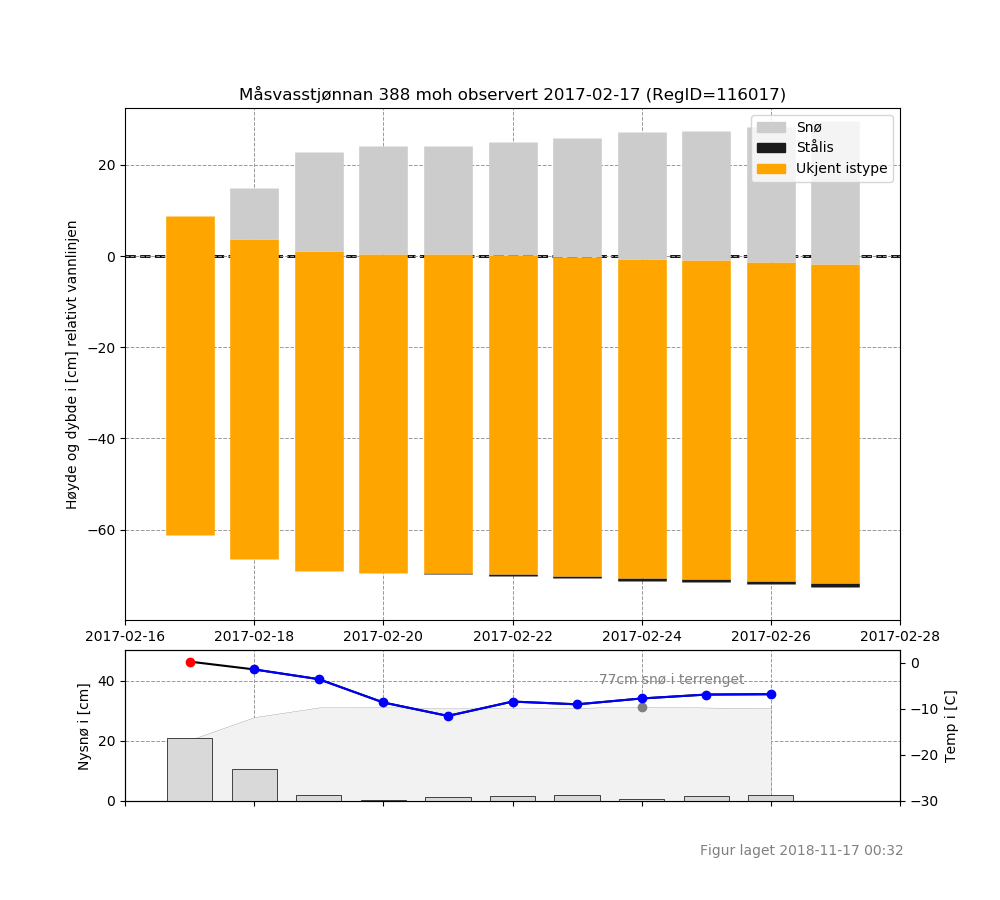 Måsvasstjønnan 388 moh observert 2017-02-17 (RegID=116017)
Snø
Stålis
Ukjent istype
Høyde og dybde i [cm] relativt vannlinjen
20
0
−20
−40
−60
2017-02-16 2017-02-18 2017-02-20 2017-02-22 2017-02-24 2017-02-26 2017-02-28
77cm snø i terrenget
Nysnø i [cm]
40
20
0
Temp i [C]
0
−10
−20
−30
Figur laget 2018-11-17 00:32